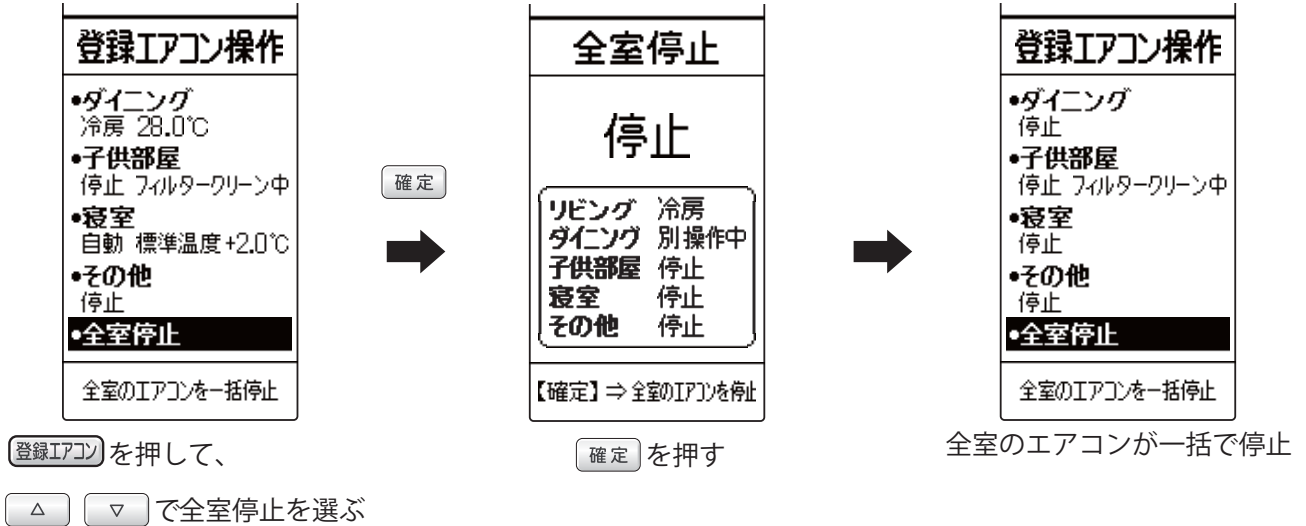 登録エアコン操作
•ダイニング
冷房 28.0℃
•子供部屋
停止 フィルタークリーン中
•寝室
自動 標準温度+2.0℃
•その他
停止
•全室停止
全室のエアコンを一括停止
登録エアコンを押して、
△ ▽で全室停止を選ぶ
確定
全室停止
停止
リビング 冷房
ダイニング 別操作中
子供部屋 停止
寝室 停止
その他 停止
【確定】⇒全室のエアコンを停止
確定を押す
登録エアコン操作
•ダイニング
停止
•子供部屋
停止 フィルタークリーン中
•寝室
停止
•その他
停止
•全室停止
全室のエアコンを一括停止
全室のエアコンが一括で停止